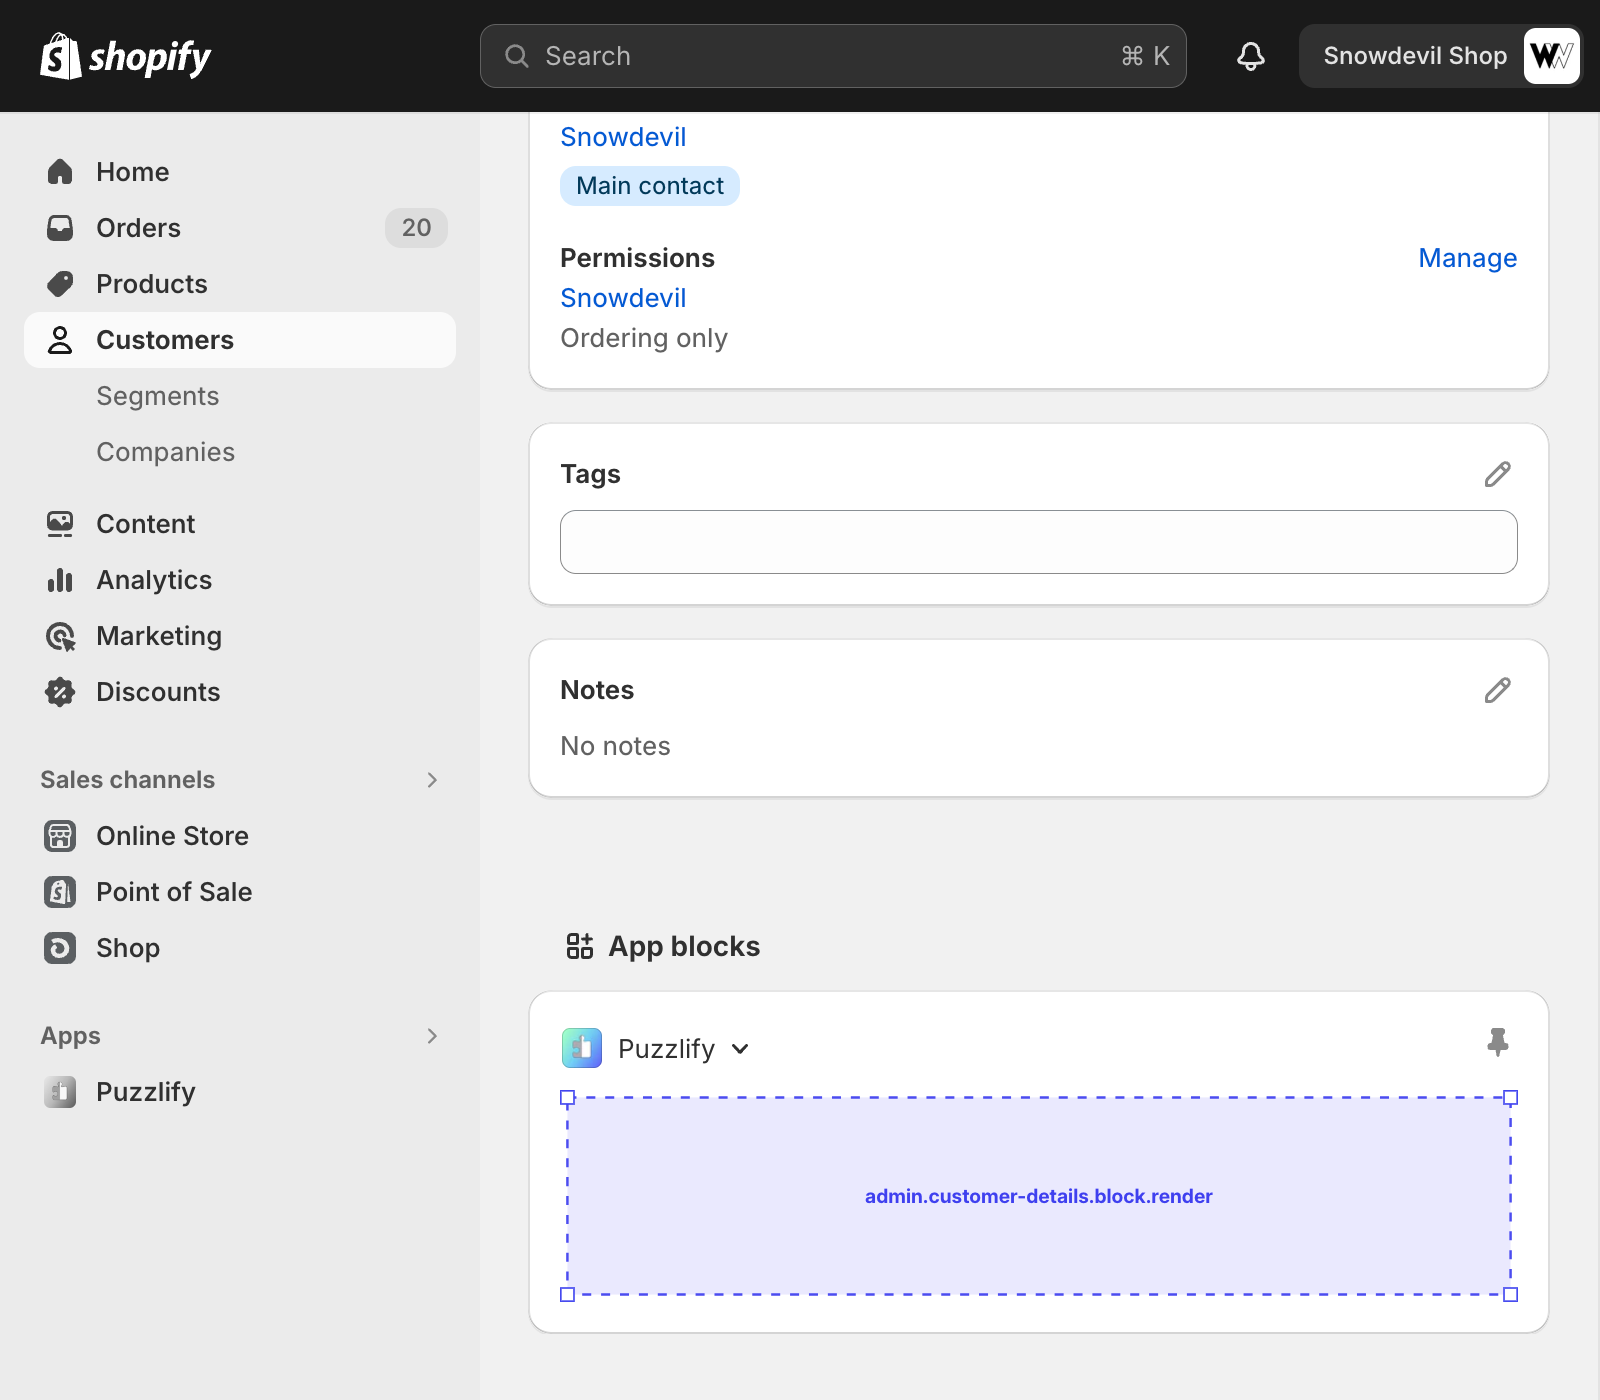 shopify
Search
⌘ K
Snowdevil Shop
Home
Orders
20
Products
Customers
Segments
Companies
Content
Analytics
Marketing
Discounts
Sales channels
Online Store
Point of Sale
Shop
Apps
Puzzlify
Snowdevil
Main contact
Permissions
Manage
Snowdevil
Ordering only
Tags
Notes
No notes
App blocks
Puzzlify
admin.customer-details.block.render